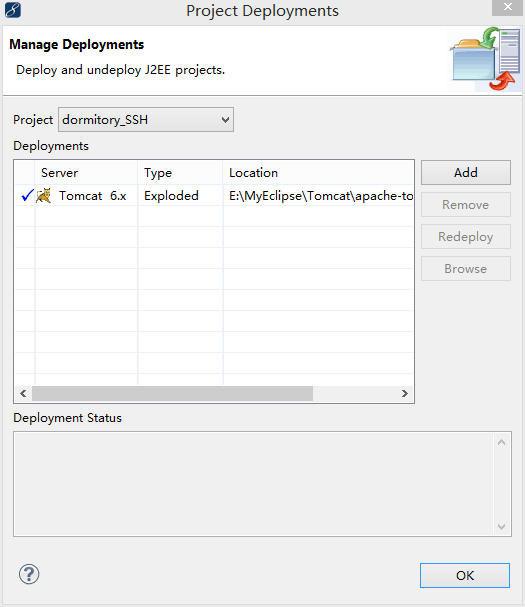 Project Deployments
Manage Deployments
Deploy and undeploy J2EE projects.
Project dormitory_SSH
Deployments
Server Type Location
Tomcat 6.x Exploded E:\MyEclipse\Tomcat\apache-to
Add
Remove
Redeploy
Browse
Deployment Status
OK